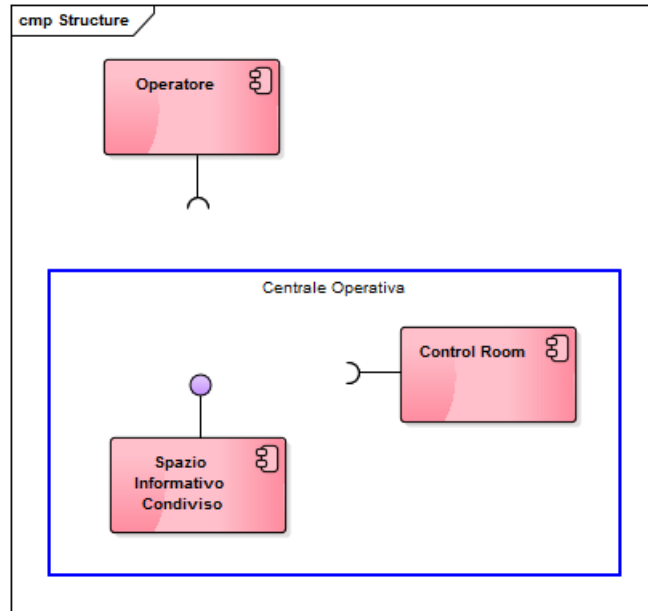 cmp Structure
Operatore
Centrale Operativa
Control Room
Spazio
Informativo
Condiviso